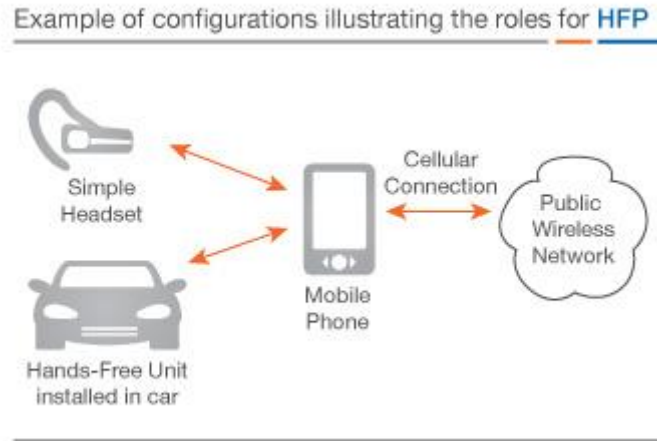 Example of configurations illustrating the roles for HFP
Simple
Headset
Cellular
Connection
Public
Wireless
Network
Mobile
Phone
Hands-Free Unit
installed in car